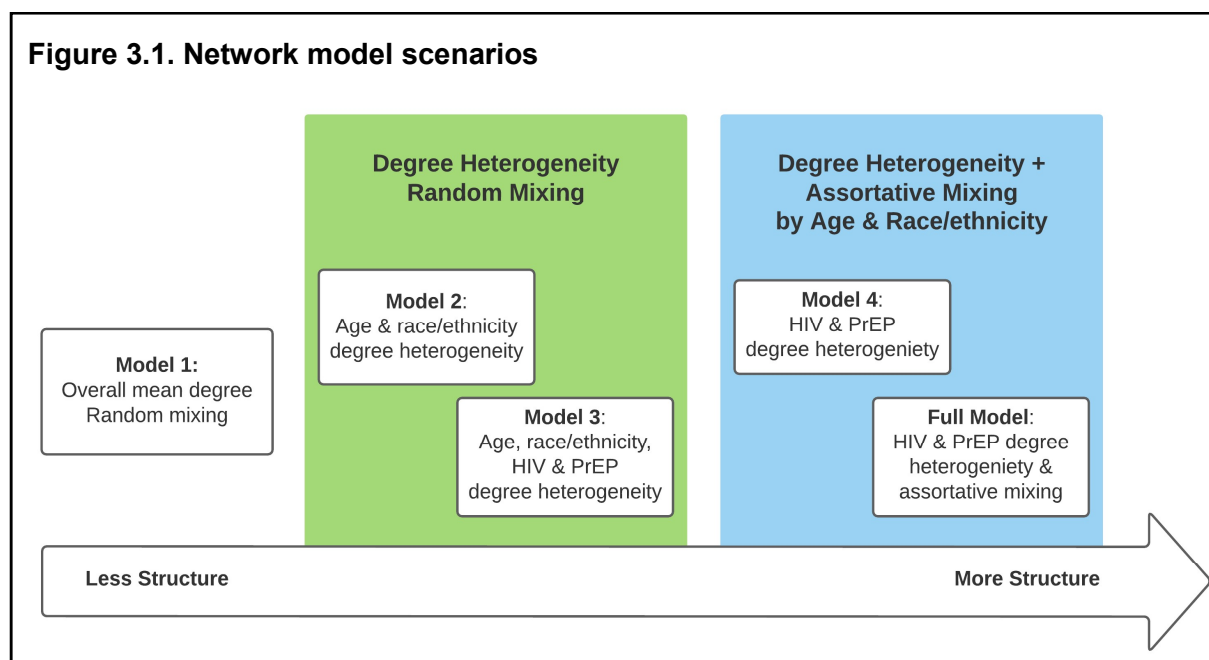 Figure 3.1. Network model scenarios
Degree Heterogeneity
Random Mixing
Degree Heterogeneity +
Assortative Mixing
by Age & Race/ethnicity
Model 1:
Overall mean degree
Random mixing
Model 2:
Age & race/ethnicity
degree heterogeneity
Model 3:
Age, race/ethnicity,
HIV & PrEP
degree heterogeneity
Model 4:
HIV & PrEP
degree heterogeniety
Full Model:
HIV & PrEP degree
heterogeniety &
assortative mixing
Less Structure
More Structure